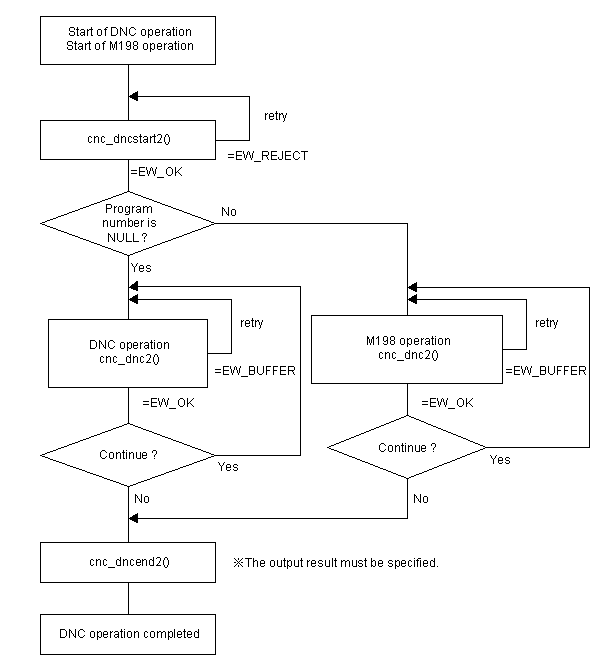 Start of DNC operation
Start of M198 operation
retry
cnc_dncstart2()
=EW_REJECT
=EW_OK
Program
number is
NULL ?
No
Yes
retry
DNC operation
cnc_dnc2()
=EW_BUFFER
=EW_OK
Continue ?
Yes
No
retry
M198 operation
cnc_dnc2()
=EW_BUFFER
=EW_OK
Continue ?
Yes
No
cnc_dncend2()
※The output result must be specified.
DNC operation completed